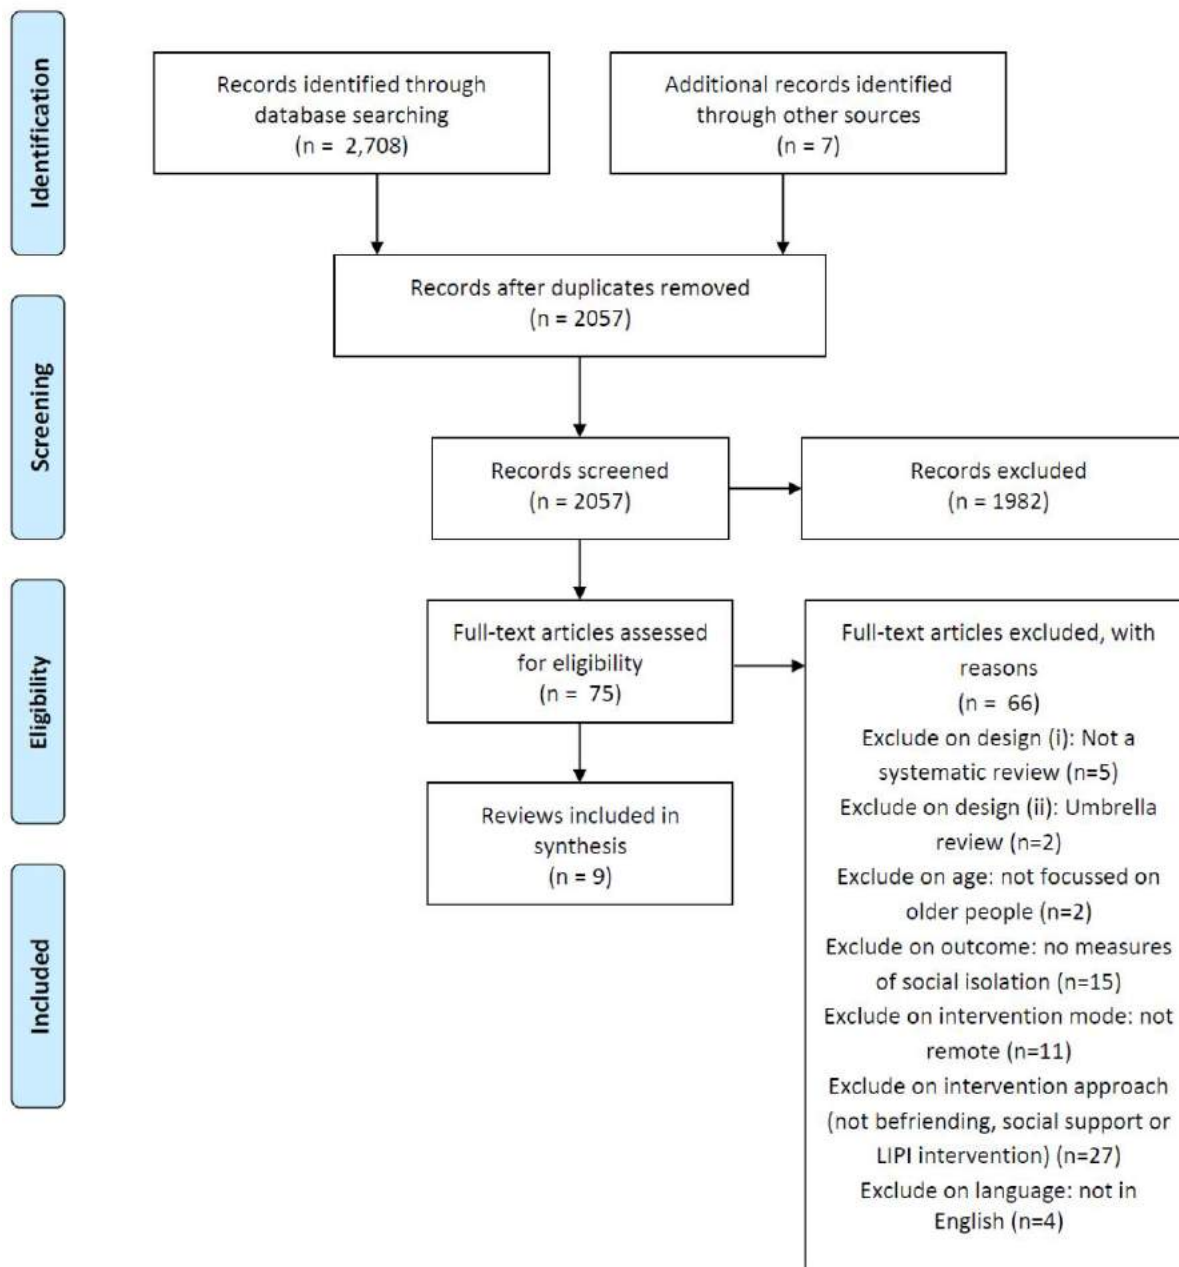 Identification
Records identified through
database searching
(n = 2,708)
Additional records identified
through other sources
(n = 7)
Records after duplicates removed
(n = 2057)
Screening
Records screened
(n = 2057)
Records excluded
(n = 1982)
Eligibility
Full-text articles assessed
for eligibility
(n = 75)
Full-text articles excluded, with
reasons
(n = 66)
Exclude on design (i): Not a
systematic review (n=5)
Exclude on design (ii): Umbrella
review (n=2)
Exclude on age: not focussed on
older people (n=2)
Exclude on outcome: no measures
of social isolation (n=15)
Exclude on intervention mode: not
remote (n=11)
Exclude on intervention approach
(not befriending, social support or
LIPI intervention) (n=27)
Exclude on language: not in
English (n=4)
Included
Reviews included in
synthesis
(n = 9)